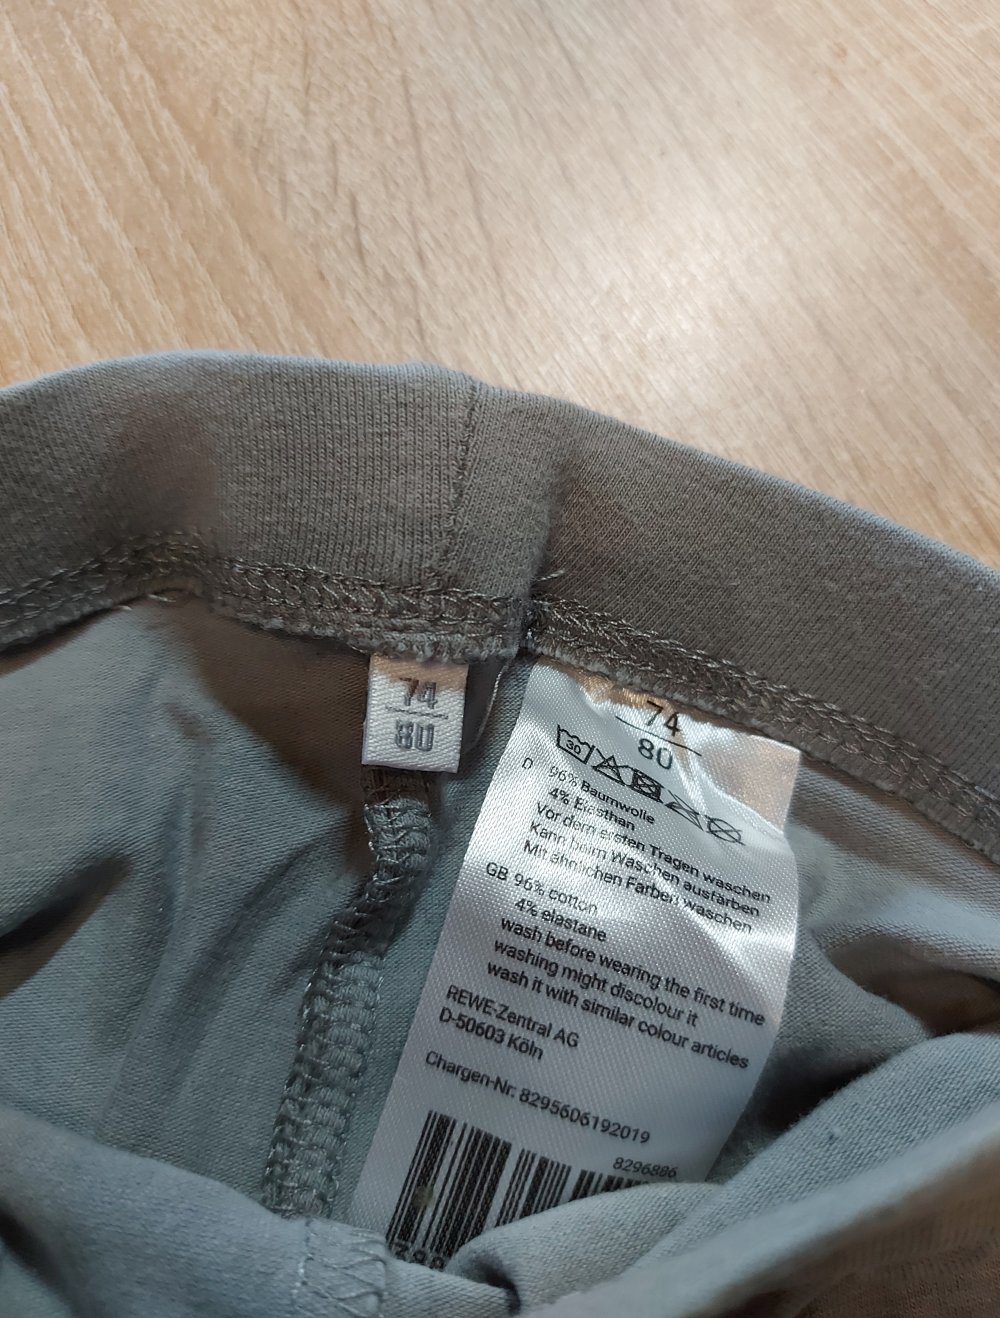 74
80
74
80
30
D 96% Baumwolle
4% Elasthan
Vor dem ersten Tragen waschen
Kann beim Waschen ausfärben
Mit ähnlichen Farben waschen
GB 96% cotton
4% elastane
wash before wearing the first time
washing might discolour it
wash it with similar colour articles
REWE-Zentral AG
D-50603 Köln
Chargen-Nr. 8295606192019
8296886